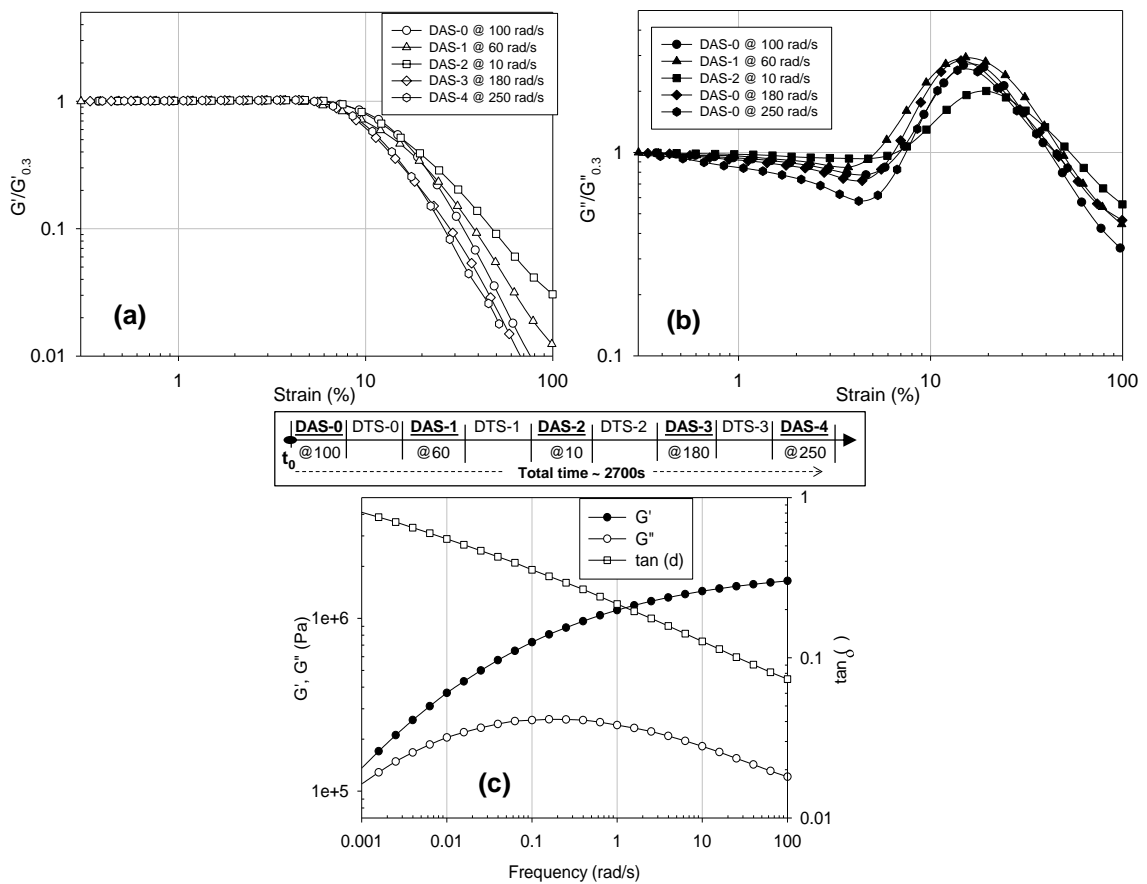 DAS-0 @ 100 rad/s
DAS-1 @ 60 rad/s
DAS-2 @ 10 rad/s
DAS-3 @ 180 rad/s
DAS-4 @ 250 rad/s
G'/G'0.3
1
0.1
0.01
(a)
1
10
100
Strain (%)
DAS-0 @ 100 rad/s
DAS-1 @ 60 rad/s
DAS-2 @ 10 rad/s
DAS-0 @ 180 rad/s
DAS-0 @ 250 rad/s
G''/G''0.3
1
0.1
(b)
1
10
100
Strain (%)
DAS-0 DTS-0 DAS-1 DTS-1 DAS-2 DTS-2 DAS-3 DTS-3 DAS-4
t0 @100 @60 @10 @180 @250
Total time ~ 2700s
G'
G''
tan (d)
G', G'' (Pa)
1e+6
1e+5
1
0.1
0.01
tan( δ )
(c)
0.001
0.01
0.1
1
10
100
Frequency (rad/s)